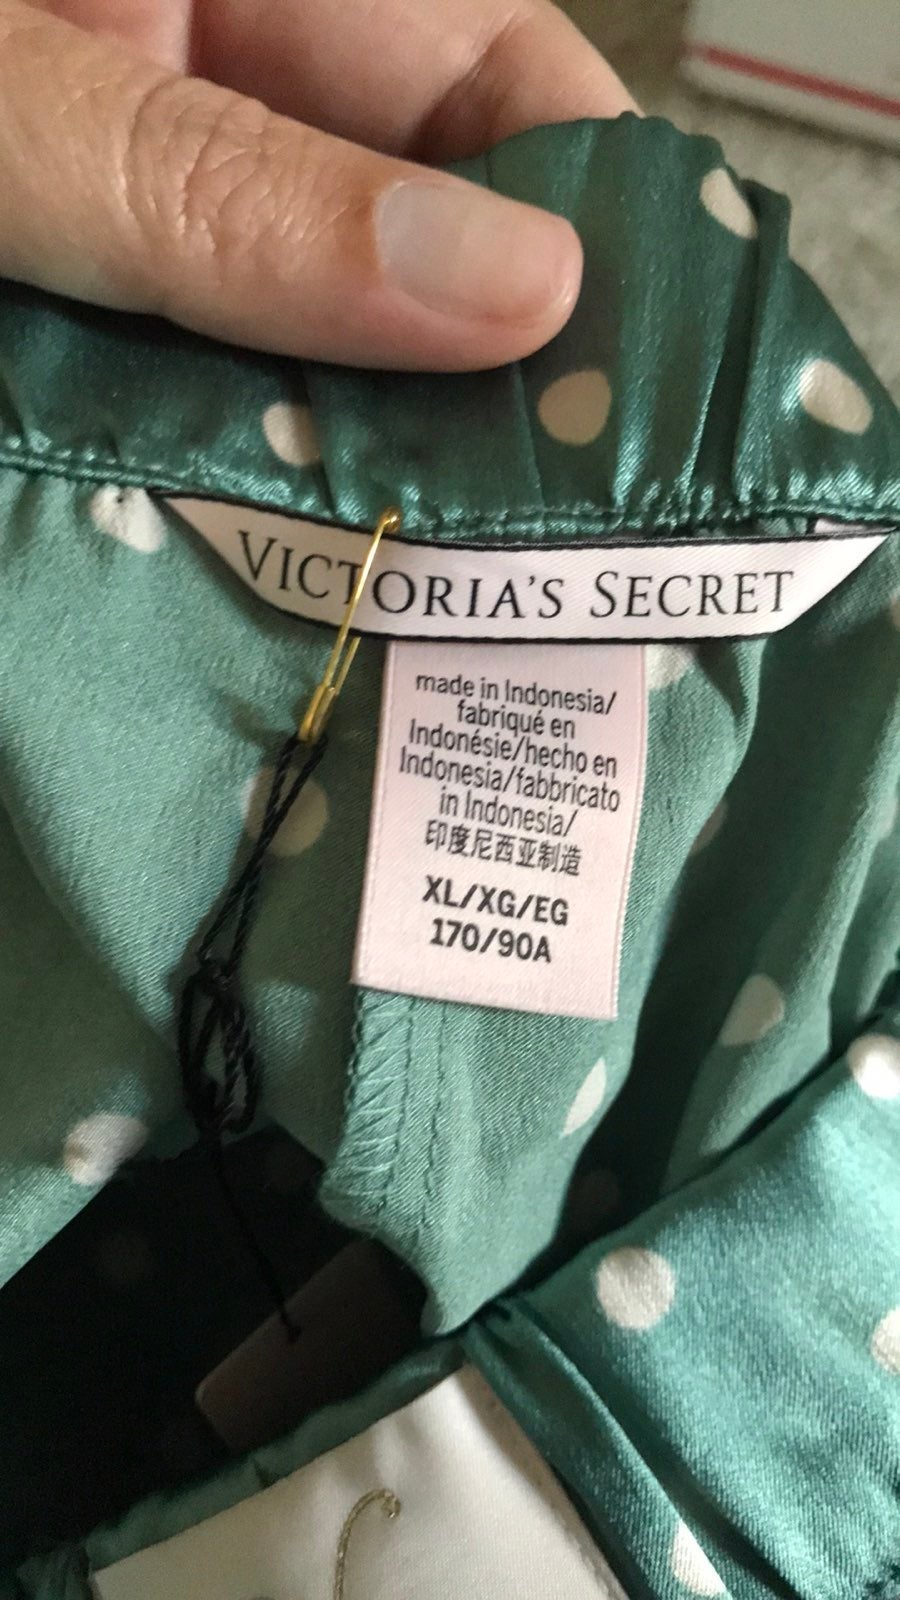 VICTORIA'S SECRET
made in Indonesia/
fabriqué en
Indonésie/hecho en
Indonesia/fabbricato
in Indonesia/
印度尼西亚制造
XL/XG/EG
170/90A